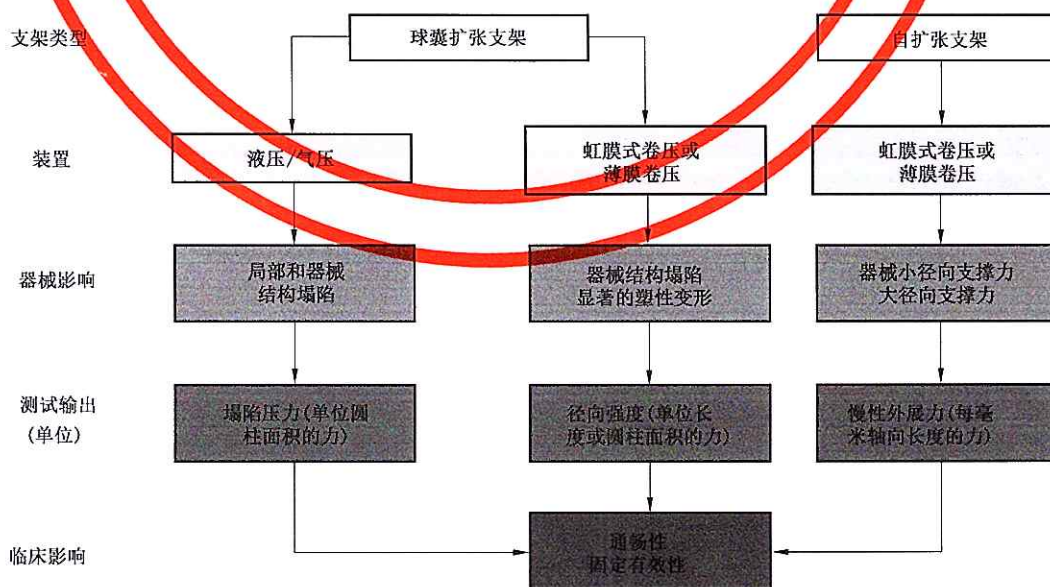 支架类型
球囊扩张支架
自扩张支架
装置
液压/气压
虹膜式卷压或
薄膜卷压
虹膜式卷压或
薄膜卷压
器械影响
局部和器械
结构塌陷
器械结构塌陷
显著的塑性变形
器械小径向支撑力
大径向支撑力
测试输出
(单位)
塌陷压力(单位圆
柱面积的力)
径向强度(单位长
度或圆柱面积的力)
慢性外展力(每毫
米轴向长度的力)
临床影响
通畅性
固定有效性